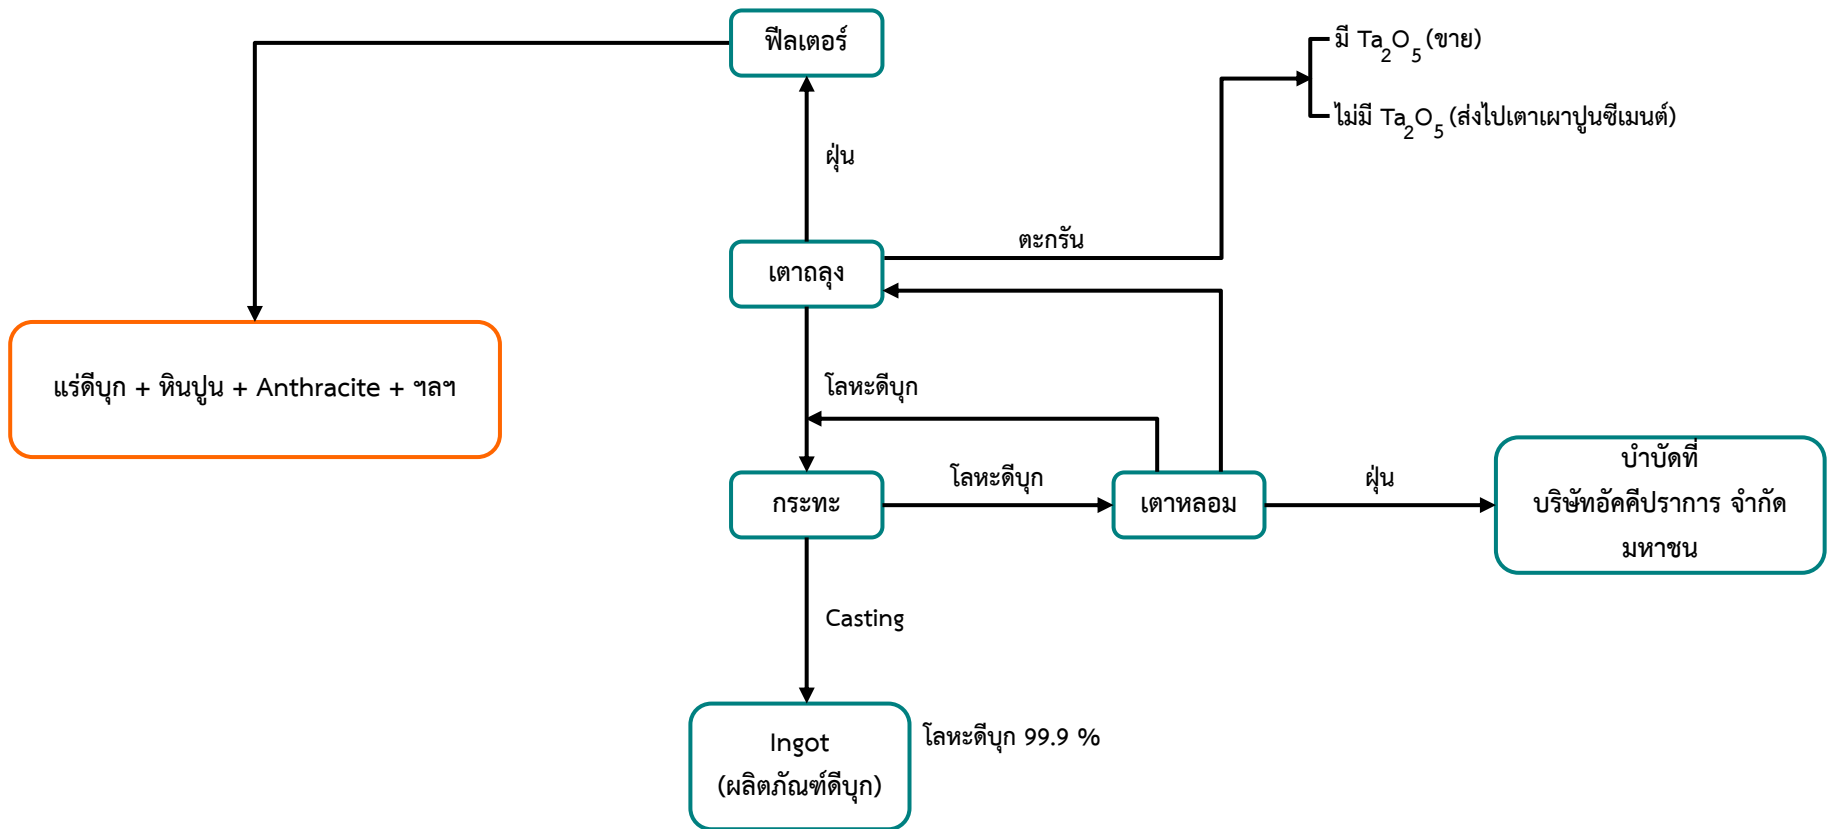 ฟีลเตอร์
มี Ta₂O₅ (ขาย)
ไม่มี Ta₂O₅ (ส่งไปเตาเผาปูนซีเมนต์)
ฝุ่น
ตะกรัน
เตาถลุง
แร่ดีบุก + หินปูน + Anthracite + ฯลฯ
โลหะดีบุก
โลหะดีบุก
กระทะ
เตาหลอม
ฝุ่น
บำบัดที่
บริษัทอัคคีปราการ จำกัด
มหาชน
Casting
Ingot
(ผลิตภัณฑ์ดีบุก)
โลหะดีบุก 99.9 %